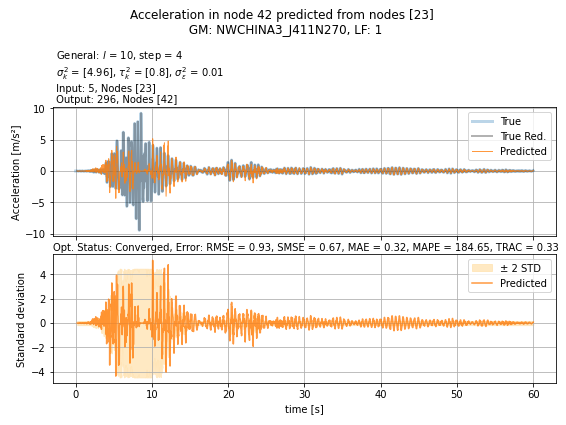 Acceleration in node 42 predicted from nodes [23]
GM: NWCHINA3_J411N270, LF: 1
General: l = 10, step = 4
σ²ₖ = [4.96], τ²ₖ = [0.8], σ²ε = 0.01
Input: 5, Nodes [23]
Output: 296, Nodes [42]
Acceleration [m/s²]
10
5
0
−5
−10
True
True Red.
Predicted
Opt. Status: Converged, Error: RMSE = 0.93, SMSE = 0.67, MAE = 0.32, MAPE = 184.65, TRAC = 0.33
Standard deviation
4
2
0
−2
−4
± 2 STD
Predicted
0 10 20 30 40 50 60
time [s]